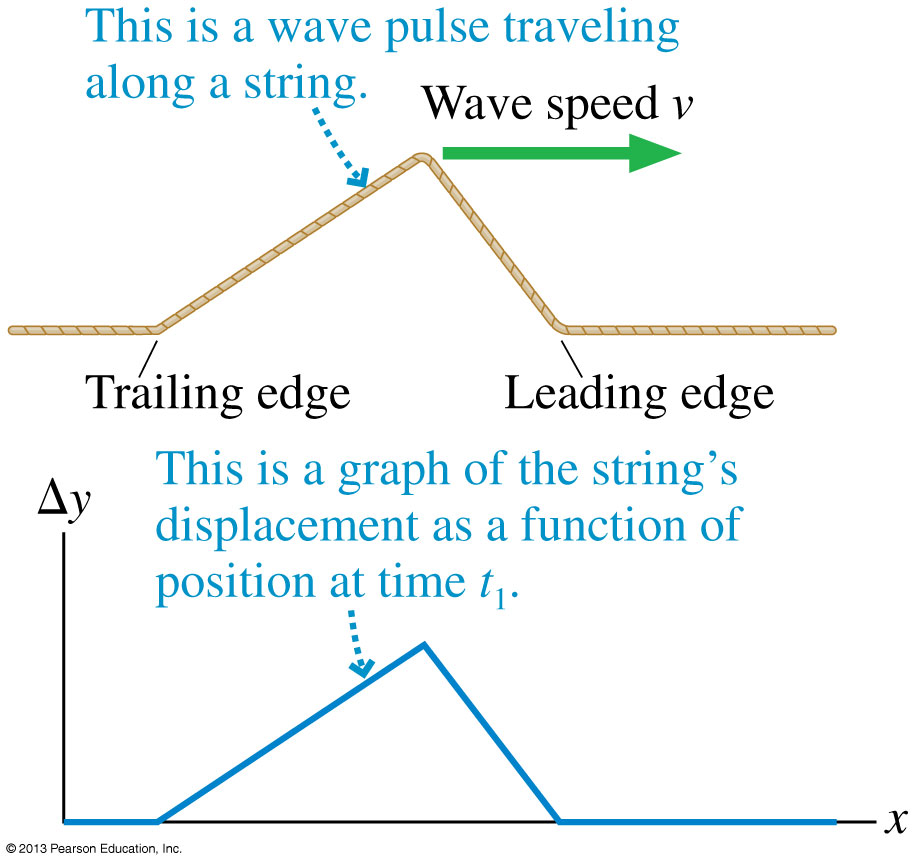 This is a wave pulse traveling
along a string.
Wave speed v
Trailing edge
Leading edge
This is a graph of the string’s
displacement as a function of
position at time t₁.
Δy
x
© 2013 Pearson Education, Inc.